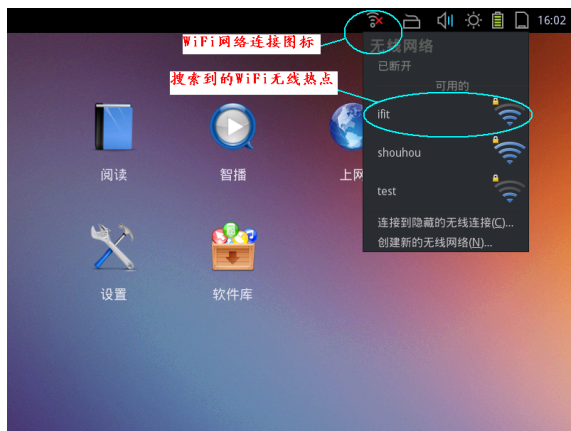 16:02
WiFi网络连接图标
无线网络
已断开
搜索到的WiFi无线热点
可用的
ifit
shouhou
test
连接到隐藏的无线连接(C)...
创建新的无线网络(N)...
阅读
智播
上网
设置
软件库